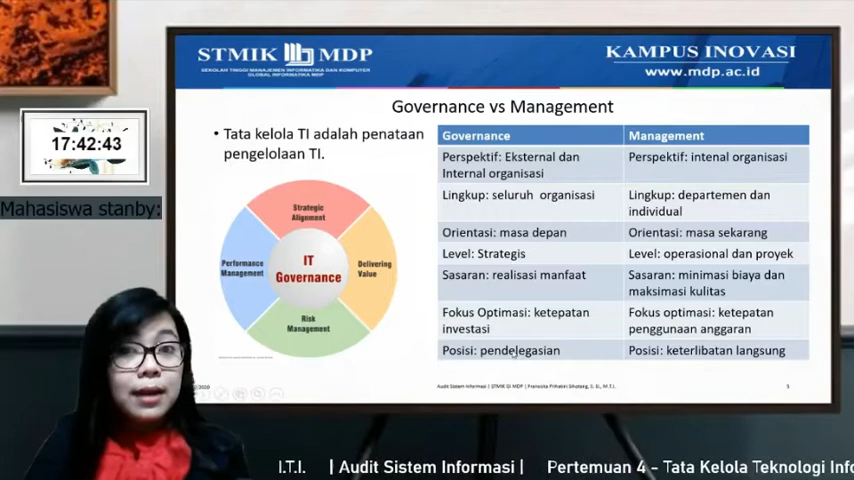 STMIK MDP
SEKOLAH TINGGI MANAJEMEN INFORMATIKA DAN KOMPUTER
GLOBAL INFORMATIKA MDP
KAMPUS INOVASI
www.mdp.ac.id
17:42:43
Mahasiswa stanby:
Governance vs Management
• Tata kelola TI adalah penataan
pengelolaan TI.
Strategic
Alignment
Performance
Management
IT
Governance
Delivering
Value
Risk
Management
Governance Management
Perspektif: Eksternal dan
Internal organisasi
Perspektif: intenal organisasi
Lingkup: seluruh organisasi
Lingkup: departemen dan
individual
Orientasi: masa depan Orientasi: masa sekarang
Level: Strategis Level: operasional dan proyek
Sasaran: realisasi manfaat
Sasaran: minimasi biaya dan
maksimasi kulitas
Fokus Optimasi: ketepatan
investasi
Fokus optimasi: ketepatan
penggunaan anggaran
Posisi: pendelegasian Posisi: keterlibatan langsung
Audit Sistem Informasi | STMIK GI MDP | Fransiska Prihatini Sihotang, S. Si., M.T.I.
5
I.T.I. | Audit Sistem Informasi | Pertemuan 4 - Tata Kelola Teknologi Info